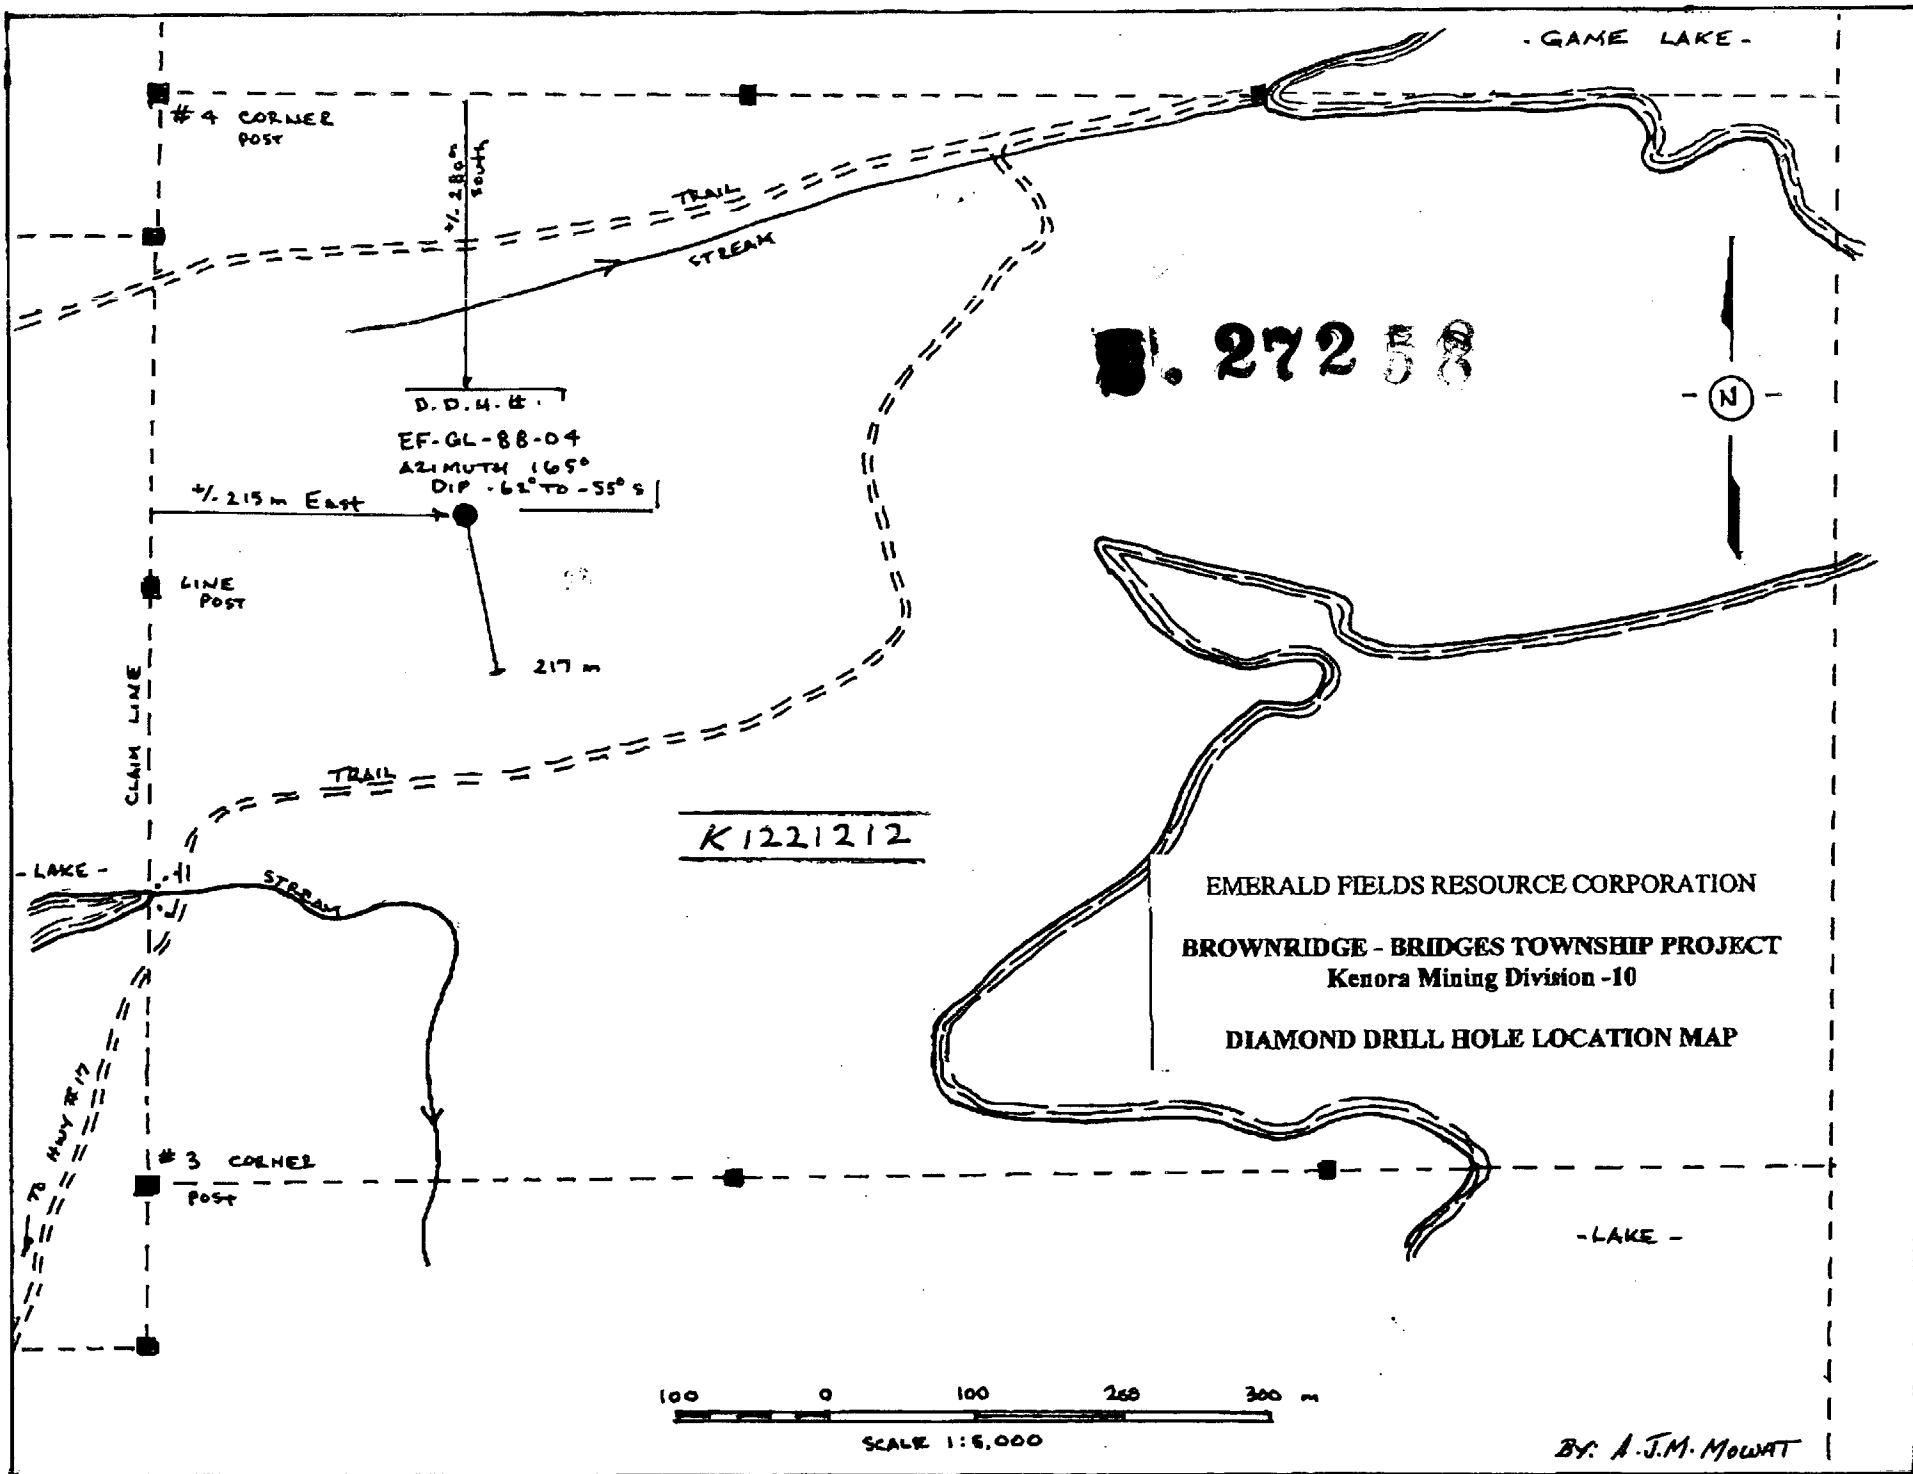 - GAME LAKE -
# 4 CORNER
POST
+/- 280 m
SOUTH
TRAIL
STREAM
. 272 58
N
D. D. H. #.
EF-GL-88-04
AZIMUTH 165°
DIP -62° TO -55° S
+/- 215 m East
LINE
POST
217 m
CLAIM LINE
TRAIL
K 1221212
- LAKE -
STREAM
EMERALD FIELDS RESOURCE CORPORATION
BROWNRIDGE - BRIDGES TOWNSHIP PROJECT
Kenora Mining Division -10
DIAMOND DRILL HOLE LOCATION MAP
TO HWY # 17
# 3 CORNER
POST
- LAKE -
100 0 100 200 300 m
SCALE 1:5,000
BY: A.J.M. MOWAT